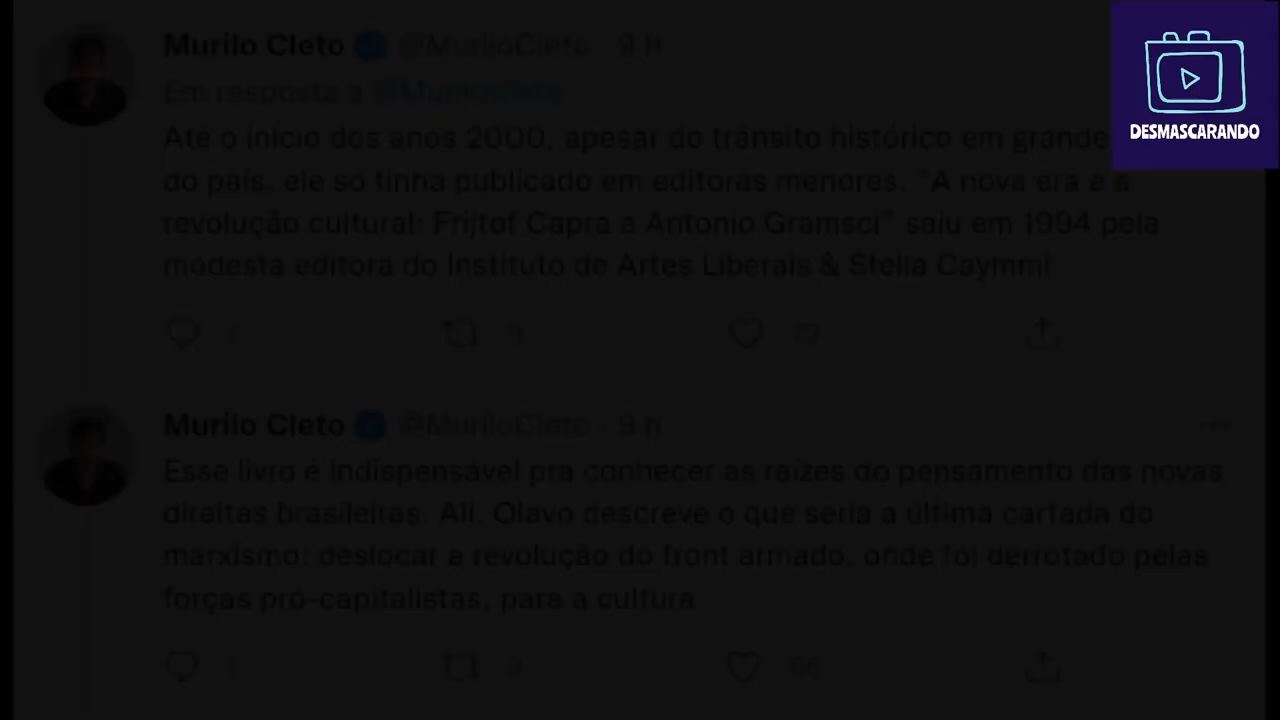 Murilo Cleto @MuriloCleto · 9 h
DESMASCARANDO
Em resposta a @MuriloCleto
Até o início dos anos 2000, apesar do trânsito histórico em grande
do país, ele só tinha publicado em editoras menores. "A nova era e a
revolução cultural: Frijtof Capra e Antonio Gramsci" saiu em 1994 pela
modesta editora do Instituto de Artes Liberais & Stella Caymmi
Murilo Cleto @MuriloCleto · 9 h
Esse livro é indispensável pra conhecer as raízes do pensamento das novas
direitas brasileiras. Ali, Olavo descreve o que seria a última cartada do
marxismo: deslocar a revolução do front armado, onde foi derrotado pelas
forças pró-capitalistas, para a cultura